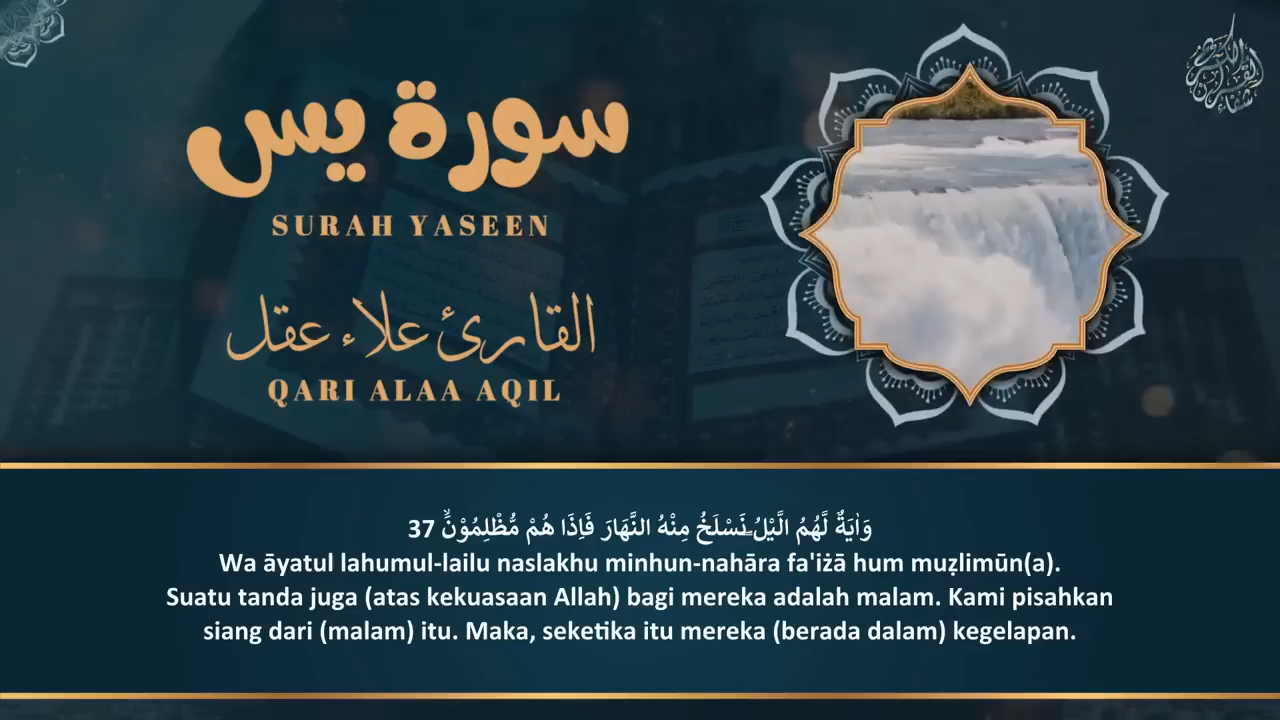 سورة يس
SURAH YASEEN
القارئ علاء عقل
QARI ALAA AQIL
وَاٰيَةٌ لَّهُمُ الَّيْلُ ۖنَسْلَخُ مِنْهُ النَّهَارَ فَاِذَا هُمْ مُّظْلِمُوْنَۙ 37
Wa āyatul lahumul-lailu naslakhu minhun-nahāra fa'iżā hum muẓlimūn(a).
Suatu tanda juga (atas kekuasaan Allah) bagi mereka adalah malam. Kami pisahkan
siang dari (malam) itu. Maka, seketika itu mereka (berada dalam) kegelapan.